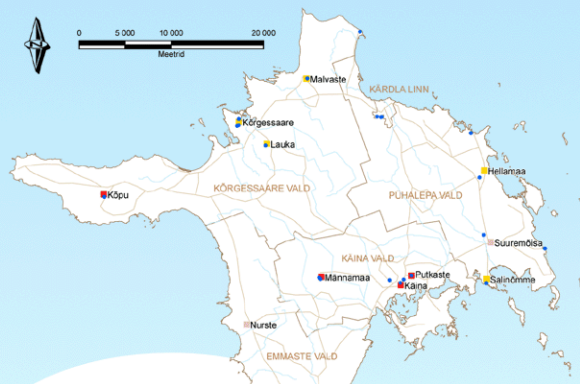 0 5 000 10 000 20 000
Meetrid
Malvaste
KÄRDLA LINN
Kõrgessaare
Lauka
Hellamaa
KÕRGESSAARE VALD
PÜHALEPA VALD
Kõpu
Suuremõisa
KÄINA VALD
Männamaa
Putkaste
Käina
Salinõmme
Nurste
EMMASTE VALD